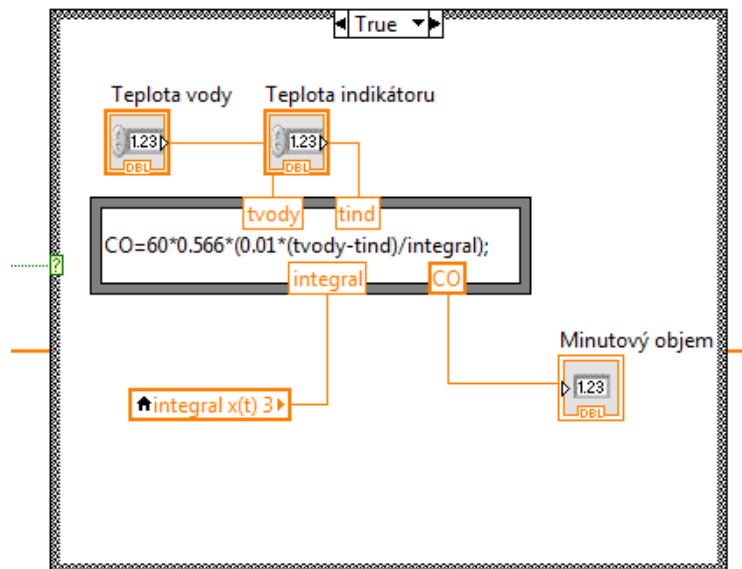 True
Teplota vody
Teplota indikátoru
1.23
DBL
1.23
DBL
tvody
tind
CO=60*0.566*(0.01*(tvody-tind)/integral);
?
integral
CO
Minutový objem
1.23
DBL
integral x(t) 3